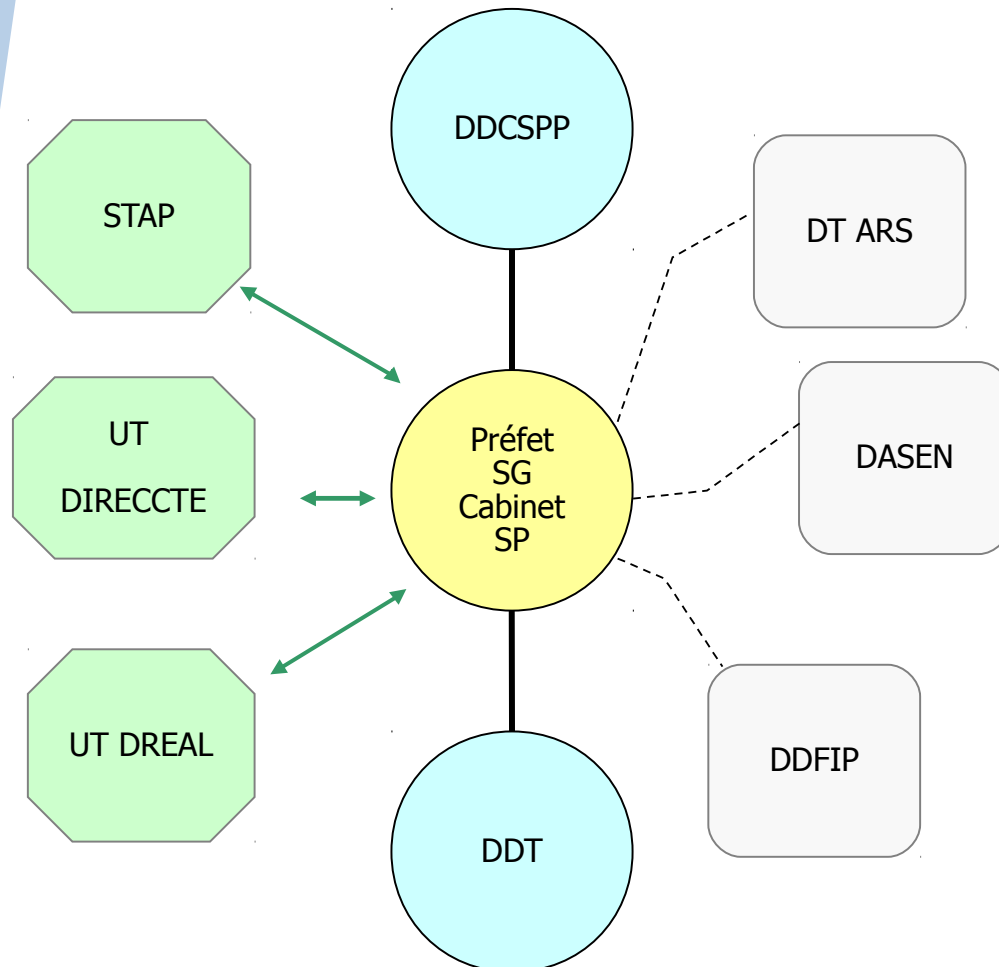 DDCSPP
STAP
DT ARS
UT
DIRECCTE
Préfet
SG
Cabinet
SP
DASEN
UT DREAL
DDFIP
DDT